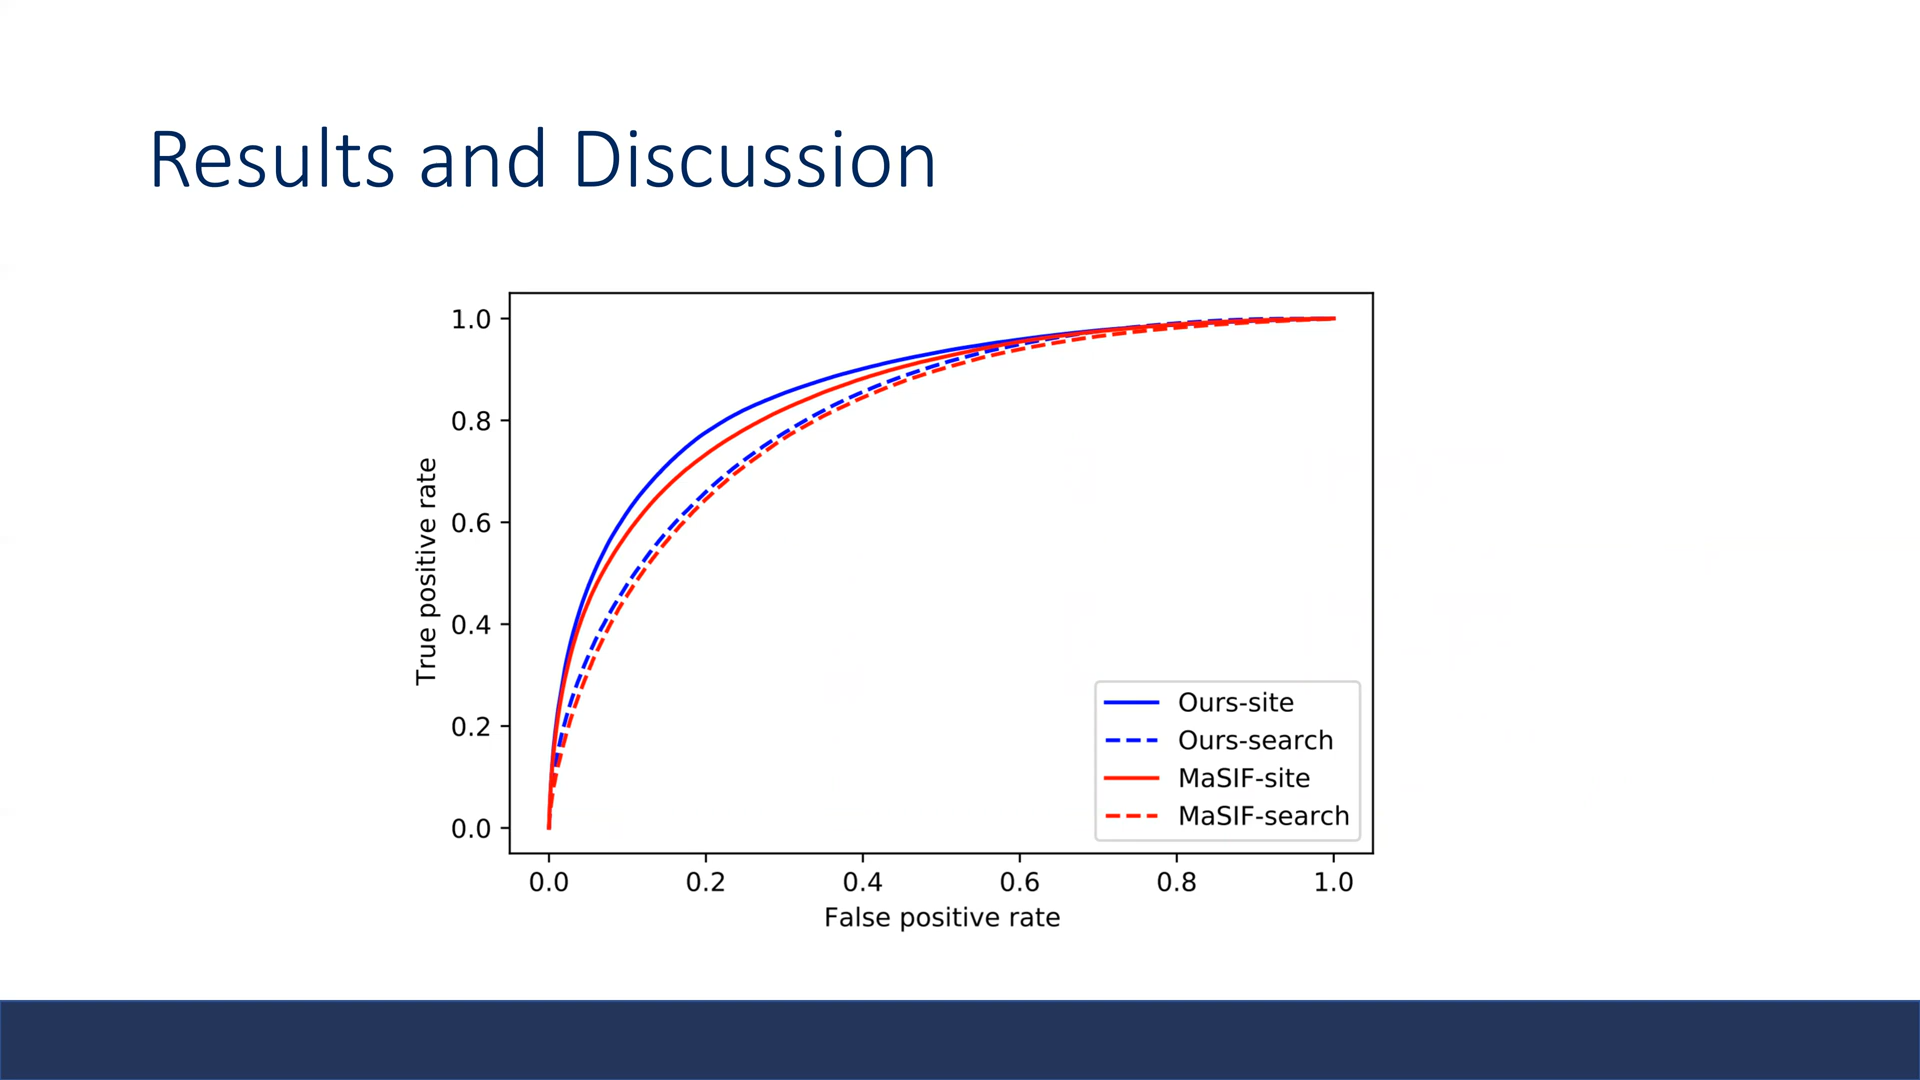 Results and Discussion
1.0
0.8
0.6
0.4
0.2
0.0
True positive rate
0.0 0.2 0.4 0.6 0.8 1.0
False positive rate
Ours-site
Ours-search
MaSIF-site
MaSIF-search